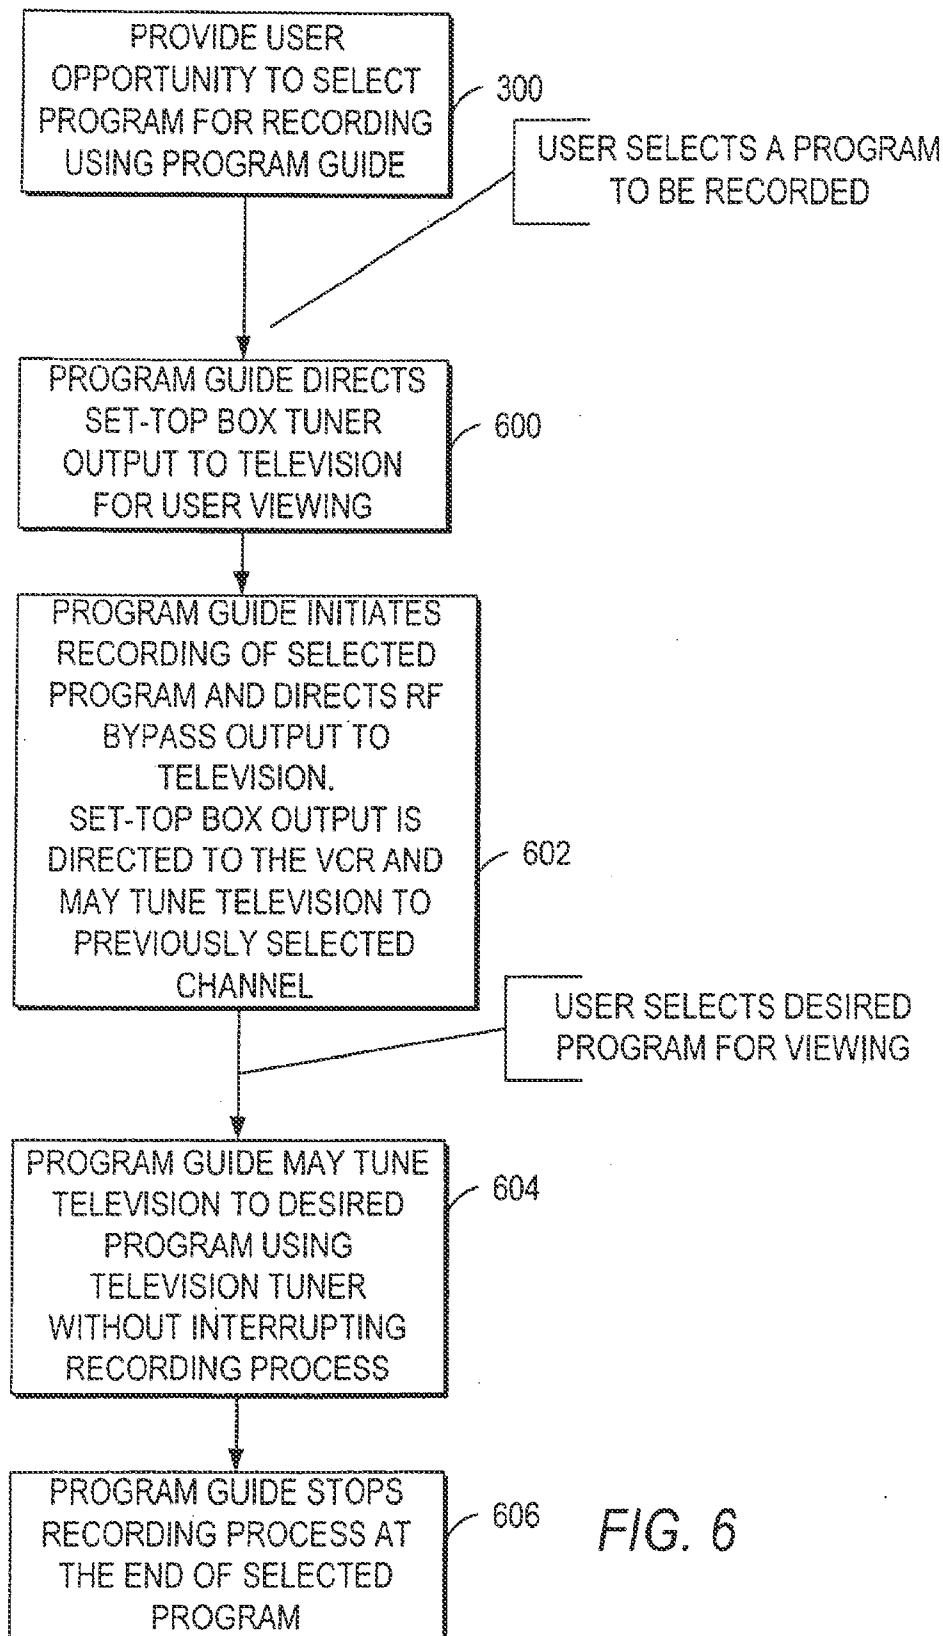 PROVIDE USER
OPPORTUNITY TO SELECT
PROGRAM FOR RECORDING
USING PROGRAM GUIDE
300
USER SELECTS A PROGRAM
TO BE RECORDED
PROGRAM GUIDE DIRECTS
SET-TOP BOX TUNER
OUTPUT TO TELEVISION
FOR USER VIEWING
600
PROGRAM GUIDE INITIATES
RECORDING OF SELECTED
PROGRAM AND DIRECTS RF
BYPASS OUTPUT TO
TELEVISION.
SET-TOP BOX OUTPUT IS
DIRECTED TO THE VCR AND
MAY TUNE TELEVISION TO
PREVIOUSLY SELECTED
CHANNEL
602
USER SELECTS DESIRED
PROGRAM FOR VIEWING
PROGRAM GUIDE MAY TUNE
TELEVISION TO DESIRED
PROGRAM USING
TELEVISION TUNER
WITHOUT INTERRUPTING
RECORDING PROCESS
604
PROGRAM GUIDE STOPS
RECORDING PROCESS AT
THE END OF SELECTED
PROGRAM
606
FIG. 6